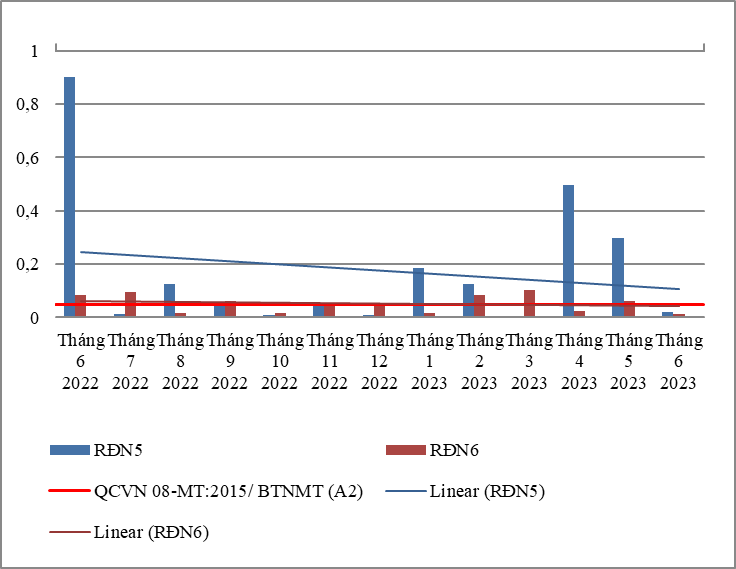 1
0,8
0,6
0,4
0,2
0
Tháng Tháng Tháng Tháng Tháng Tháng Tháng Tháng Tháng Tháng Tháng Tháng Tháng
6 7 8 9 10 11 12 1 2 3 4 5 6
2022 2022 2022 2022 2022 2022 2022 2023 2023 2023 2023 2023 2023
RĐN5 RĐN6
QCVN 08-MT:2015/ BTNMT (A2) Linear (RĐN5)
Linear (RĐN6)